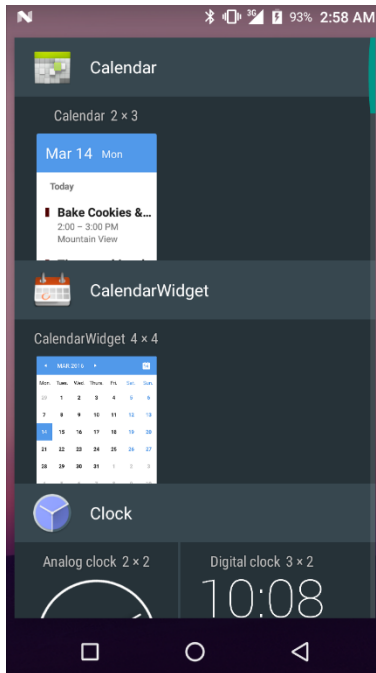 N 3G 93% 2:58 AM
Calendar
Calendar 2 × 3
Mar 14 Mon
Today
Bake Cookies &...
2:00 – 3:00 PM
Mountain View
CalendarWidget
CalendarWidget 4 × 4
MAR 2016
Mon. Tues. Wed. Thurs. Fri. Sat. Sun.
29 1 2 3 4 5 6
7 8 9 10 11 12 13
14 15 16 17 18 19 20
21 22 23 24 25 26 27
28 29 30 31 1 2 3
Clock
Analog clock 2 × 2 Digital clock 3 × 2
10:08